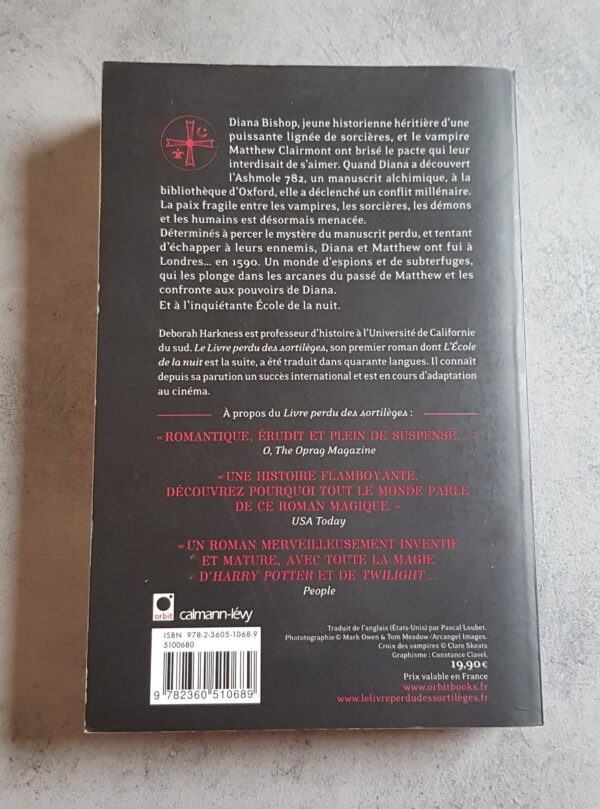 Diana Bishop, jeune historienne héritière d'une
puissante lignée de sorcières, et le vampire
Matthew Clairmont ont brisé le pacte qui leur
interdisait de s'aimer. Quand Diana a découvert
l'Ashmole 782, un manuscrit alchimique, à la
bibliothèque d'Oxford, elle a déclenché un conflit millénaire.
La paix fragile entre les vampires, les sorcières, les démons
et les humains est désormais menacée.
Déterminés à percer le mystère du manuscrit perdu, et tentant
d'échapper à leurs ennemis, Diana et Matthew ont fui à
Londres... en 1590. Un monde d'espions et de subterfuges,
qui les plonge dans les arcanes du passé de Matthew et les
confronte aux pouvoirs de Diana.
Et à l'inquiétante École de la nuit.
Deborah Harkness est professeur d'histoire à l'Université de Californie
du sud. Le Livre perdu des sortilèges, son premier roman dont L'École
de la nuit est la suite, a été traduit dans quarante langues. Il connaît
depuis sa parution un succès international et est en cours d'adaptation
au cinéma.
À propos du Livre perdu des sortilèges :
« ROMANTIQUE, ÉRUDIT ET PLEIN DE SUSPENSE... »
O, The Oprag Magazine
« UNE HISTOIRE FLAMBOYANTE.
DÉCOUVREZ POURQUOI TOUT LE MONDE PARLE
DE CE ROMAN MAGIQUE. »
USA Today
« UN ROMAN MERVEILLEUSEMENT INVENTIF
ET MATURE, AVEC TOUTE LA MAGIE
D'HARRY POTTER ET DE TWILIGHT...
People
orbit
calmann-lévy
ISBN 978-2-3605-1068-9
5100680
9 782360 510689
Traduit de l'anglais (États-Unis) par Pascal Loubet.
Photographie © Mark Owen & Tom Meadow/Arcangel Images.
Croix des vampires © Clare Skeats
Graphisme : Constance Clavel.
19,90 €
Prix valable en France
www.orbitbooks.fr
www.lelivreperdudessortilèges.fr